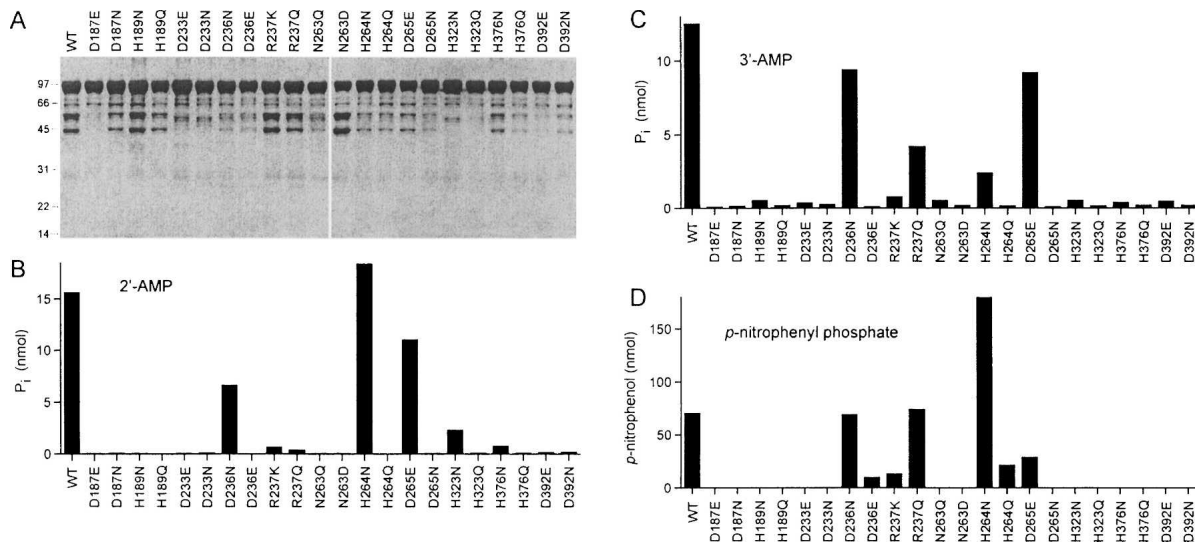 A
WT D187E D187N H189N H189Q D233E D233N D236N D236E R237K R237Q N263Q N263D H264N H264Q D265E D265N H323N H323Q H376N H376Q D392E D392N
97
66
45
31
22
14
B
2'-AMP
Pi (nmol)
15
10
5
0
WT D187E D187N H189N H189Q D233E D233N D236N D236E R237K R237Q N263Q N263D H264N H264Q D265E D265N H323N H323Q H376N H376Q D392E D392N
C
3'-AMP
Pi (nmol)
10
5
0
WT D187E D187N H189N H189Q D233E D233N D236N D236E R237K R237Q N263Q N263D H264N H264Q D265E D265N H323N H323Q H376N H376Q D392E D392N
D
p-nitrophenyl phosphate
p-nitrophenol (nmol)
150
100
50
0
WT D187E D187N H189N H189Q D233E D233N D236N D236E R237K R237Q N263Q N263D H264N H264Q D265E D265N H323N H323Q H376N H376Q D392E D392N